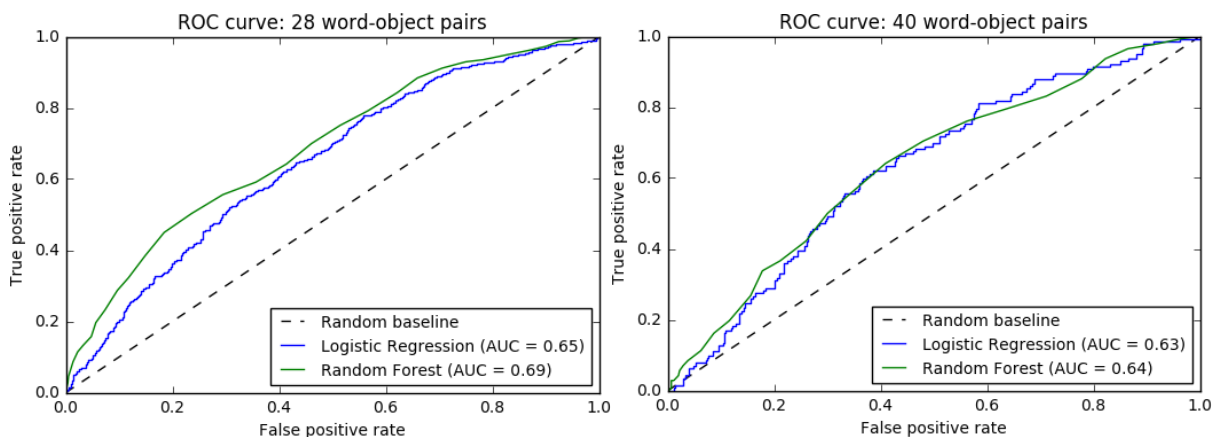 ROC curve: 28 word-object pairs
1.0
0.8
0.6
0.4
0.2
0.0
True positive rate
0.0
0.2
0.4
0.6
0.8
1.0
False positive rate
Random baseline
Logistic Regression (AUC = 0.65)
Random Forest (AUC = 0.69)
ROC curve: 40 word-object pairs
1.0
0.8
0.6
0.4
0.2
0.0
True positive rate
0.0
0.2
0.4
0.6
0.8
1.0
False positive rate
Random baseline
Logistic Regression (AUC = 0.63)
Random Forest (AUC = 0.64)